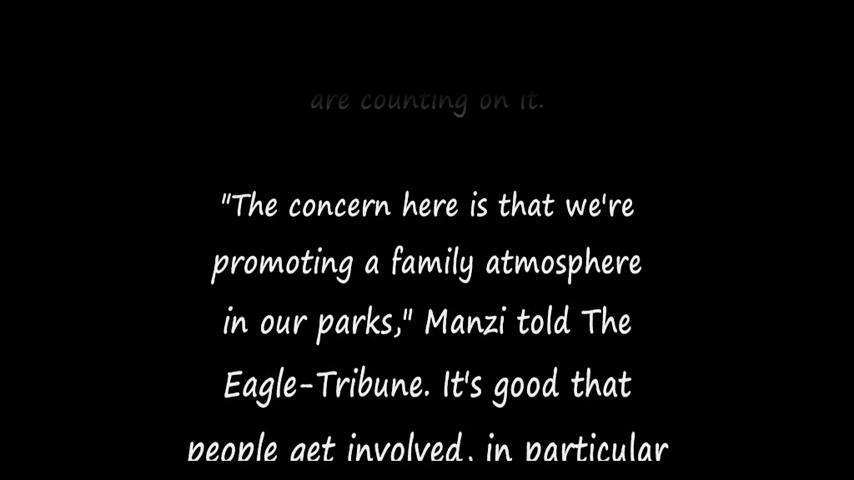 are counting on it.
"The concern here is that we're
promoting a family atmosphere
in our parks," Manzi told The
Eagle-Tribune. It's good that
people get involved, in particular